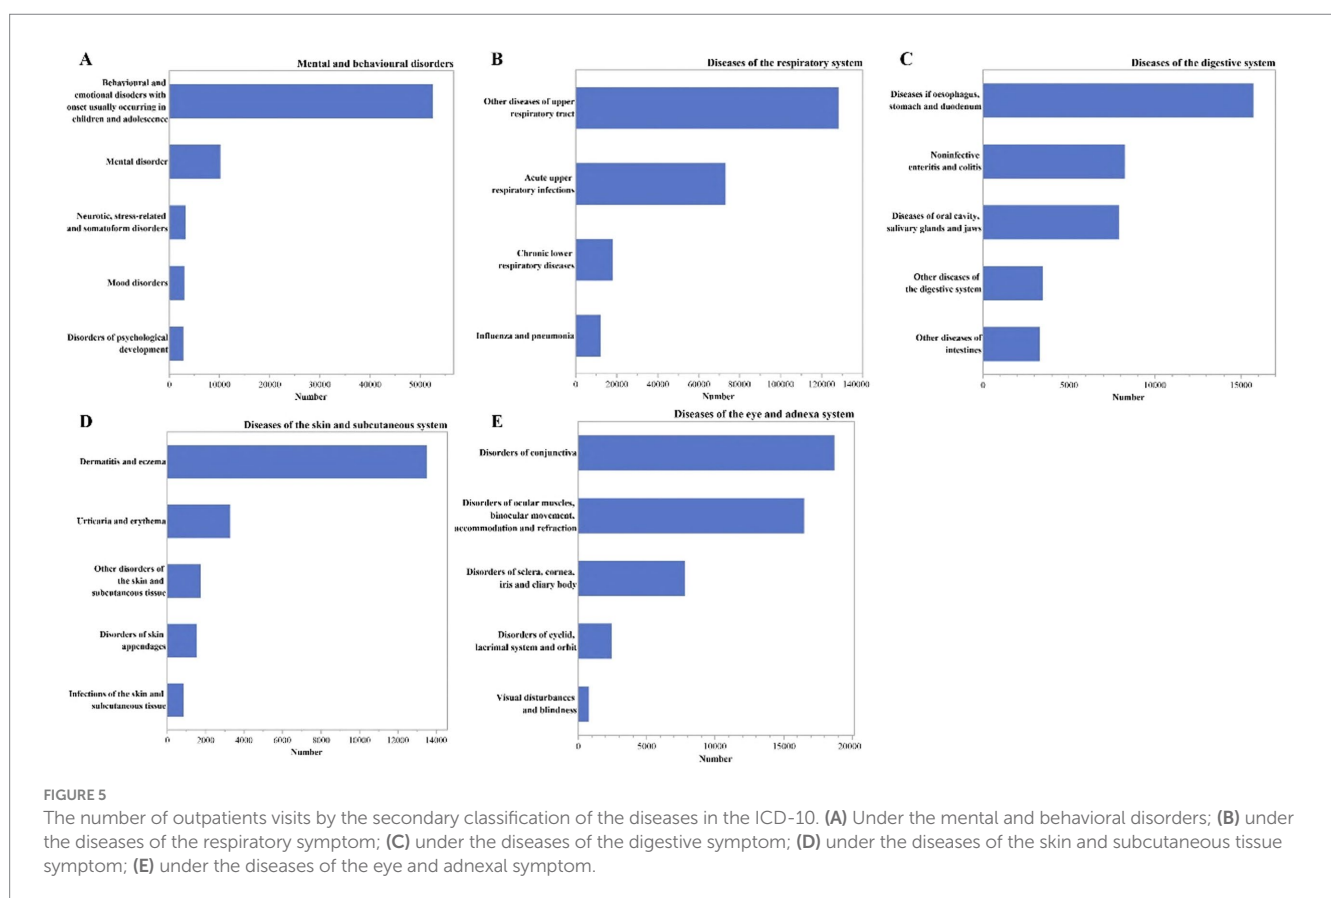 A
Mental and behavioural disorders
Behavioural and
emotional disoders with
onset usually occurring in
children and adolescence
Mental disorder
Neurotic, stress-related
and somatoform disorders
Mood disorders
Disorders of psychological
development
0 10000 20000 30000 40000 50000
Number
B
Diseases of the respiratory system
Other diseases of upper
respiratory tract
Acute upper
respiratory infections
Chronic lower
respiratory diseases
Influenza and pneumonia
0 20000 40000 60000 80000 100000 120000 140000
Number
C
Diseases of the digestive system
Diseases if oesophagus,
stomach and duodenum
Noninfective
enteritis and colitis
Diseases of oral cavity,
salivary glands and jaws
Other diseases of
the digestive system
Other diseases of
intestines
0 5000 10000 15000
Number
D
Diseases of the skin and subcutaneous system
Dermatitis and eczema
Urticaria and erythema
Other disorders of
the skin and
subcutaneous tissue
Disorders of skin
appendages
Infections of the skin and
subcutaneous tissue
0 2000 4000 6000 8000 10000 12000 14000
Number
E
Diseases of the eye and adnexa system
Disorders of conjunctiva
Disorders of ocular muscles,
binocular movement,
accommodation and refraction
Disorders of sclera, cornea,
iris and cliary body
Disorders of eyelid,
lacrimal system and orbit
Visual disturbances
and blindness
0 5000 10000 15000 20000
Number
FIGURE 5
The number of outpatients visits by the secondary classification of the diseases in the ICD-10. (A) Under the mental and behavioral disorders; (B) under
the diseases of the respiratory symptom; (C) under the diseases of the digestive symptom; (D) under the diseases of the skin and subcutaneous tissue
symptom; (E) under the diseases of the eye and adnexal symptom.